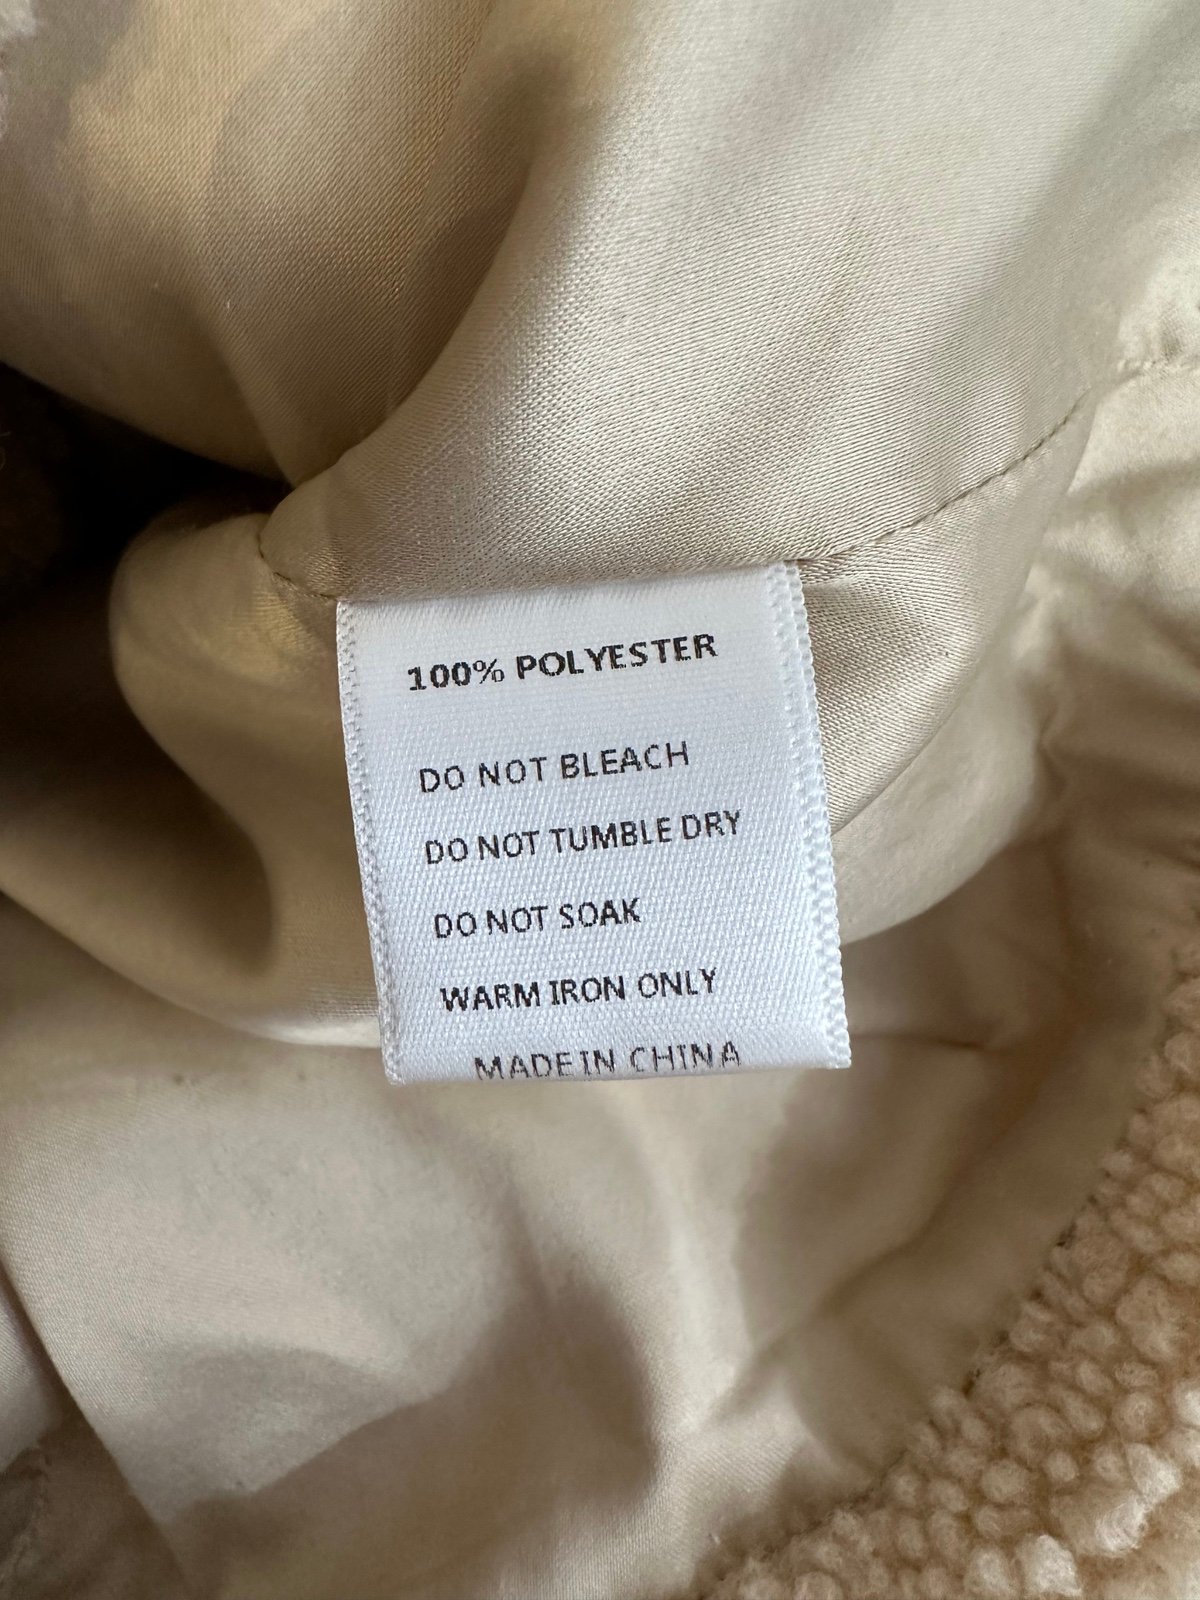 100% POLYESTER
DO NOT BLEACH
DO NOT TUMBLE DRY
DO NOT SOAK
WARM IRON ONLY
MADE IN CHINA